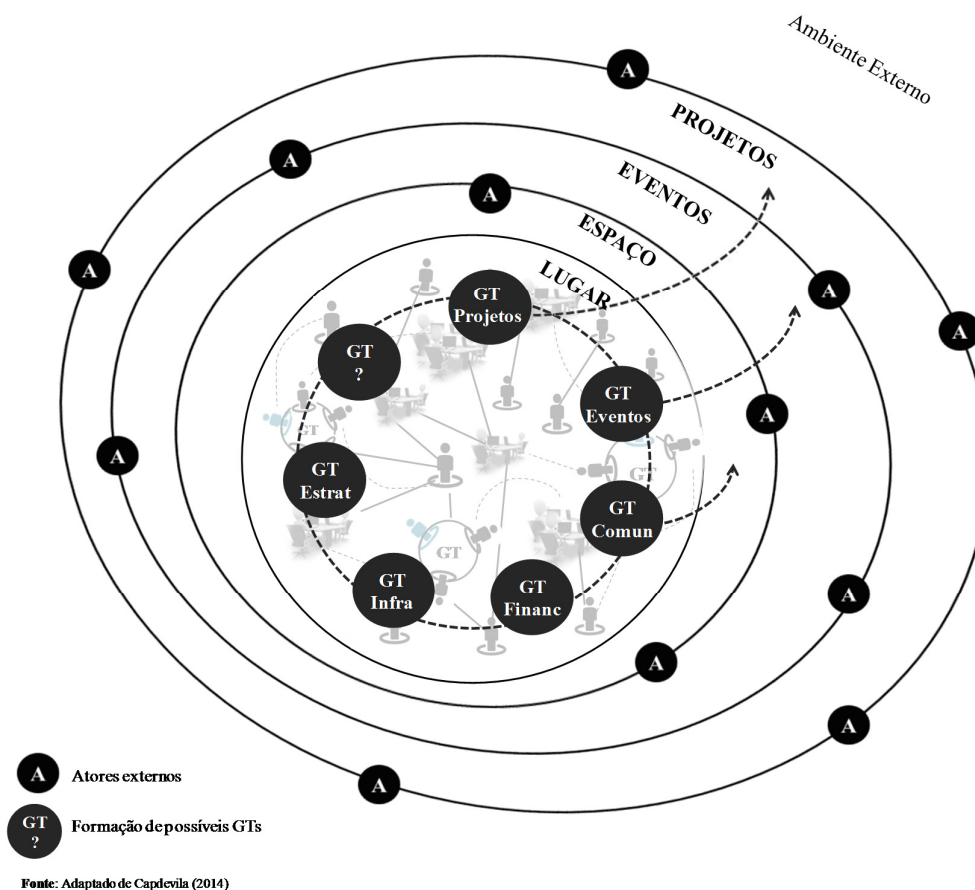 Ambiente Externo
A
PROJETOS
A
EVENTOS
A
ESPAÇO
A
LUGAR
A
A
GT
Projetos
GT
?
GT
Eventos
A
GT
A
GT
Estrat
GT
GT
Comun
GT
GT
Infra
GT
Financ
A
A
A
A
A
Atores externos
GT
?
Formação de possíveis GTs
Fonte: Adaptado de Capdevila (2014)